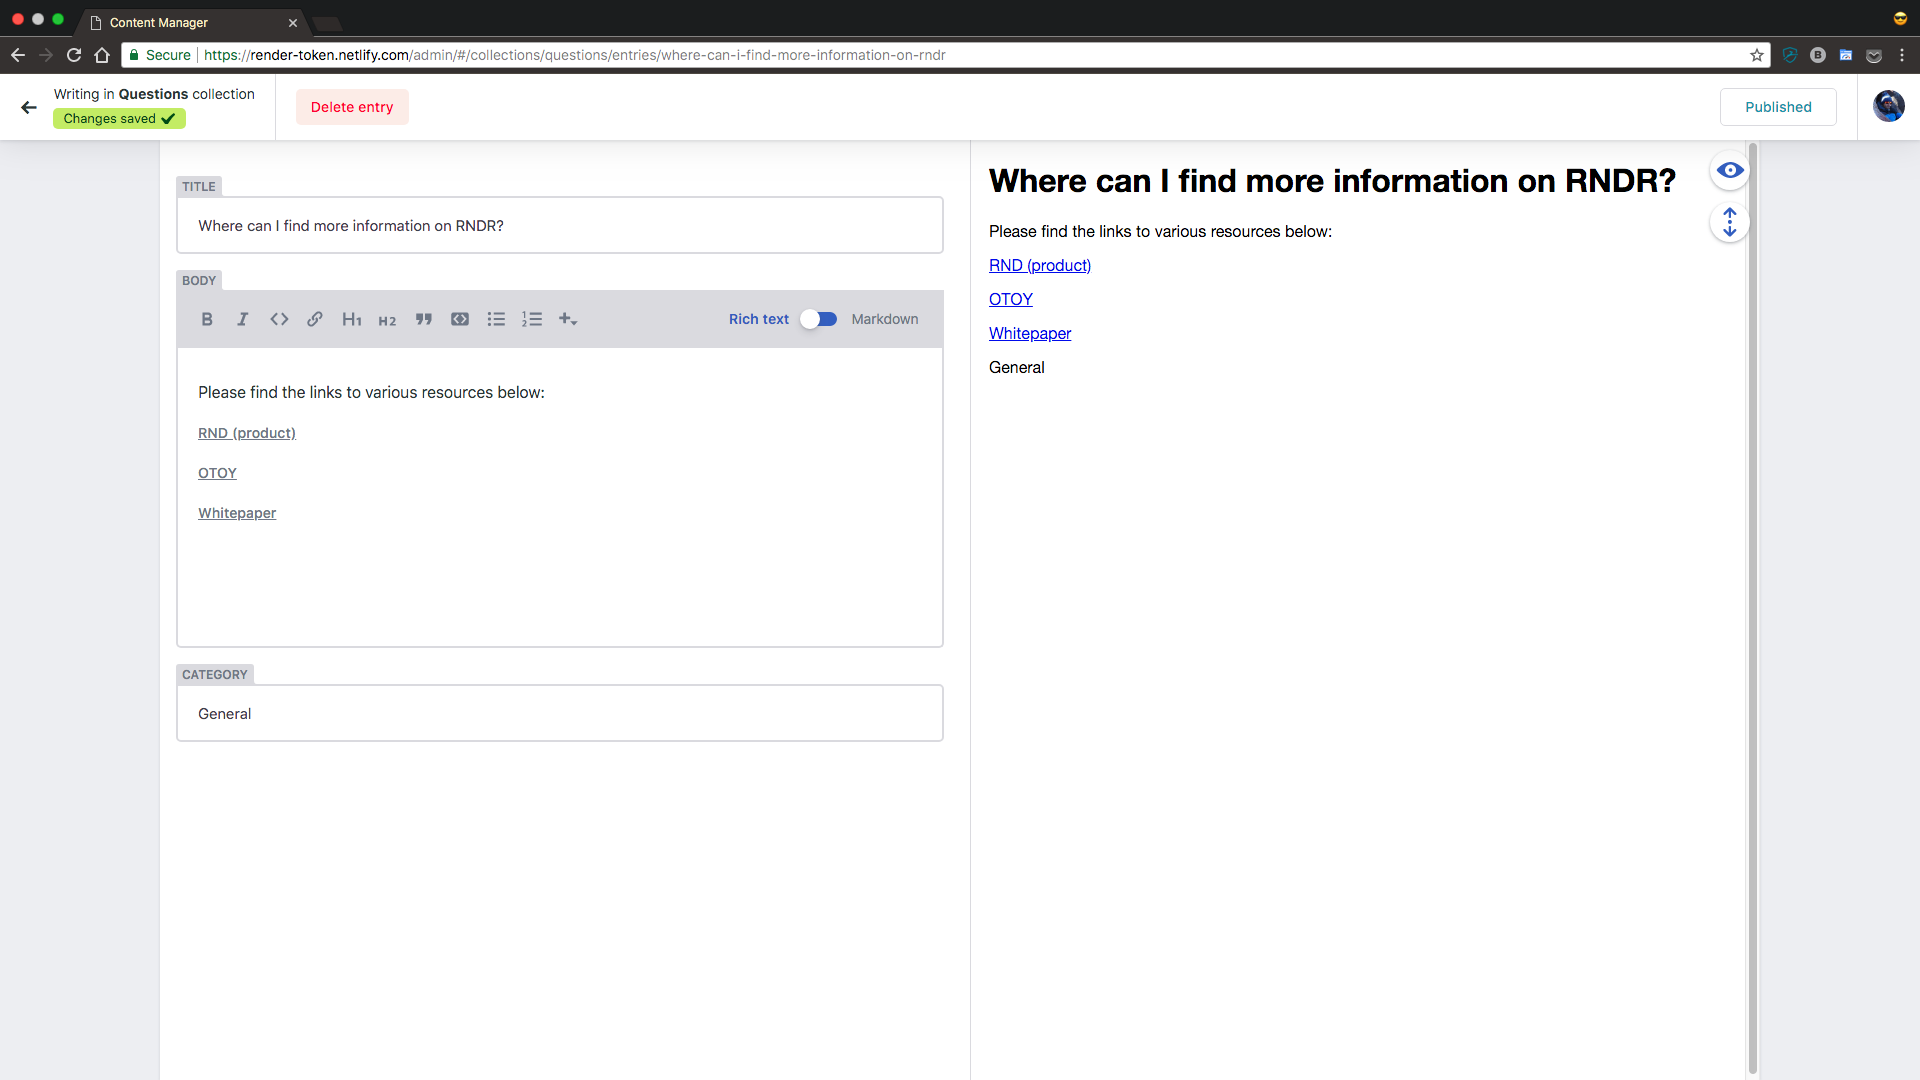 Content Manager
Secure https://render-token.netlify.com/admin/#/collections/questions/entries/where-can-i-find-more-information-on-rndr
B
Writing in Questions collection
Changes saved
Delete entry
Published
TITLE
Where can I find more information on RNDR?
BODY
B I H1 H2 Rich text Markdown
Please find the links to various resources below:
RND (product)
OTOY
Whitepaper
CATEGORY
General
Where can I find more information on RNDR?
Please find the links to various resources below:
RND (product)
OTOY
Whitepaper
General